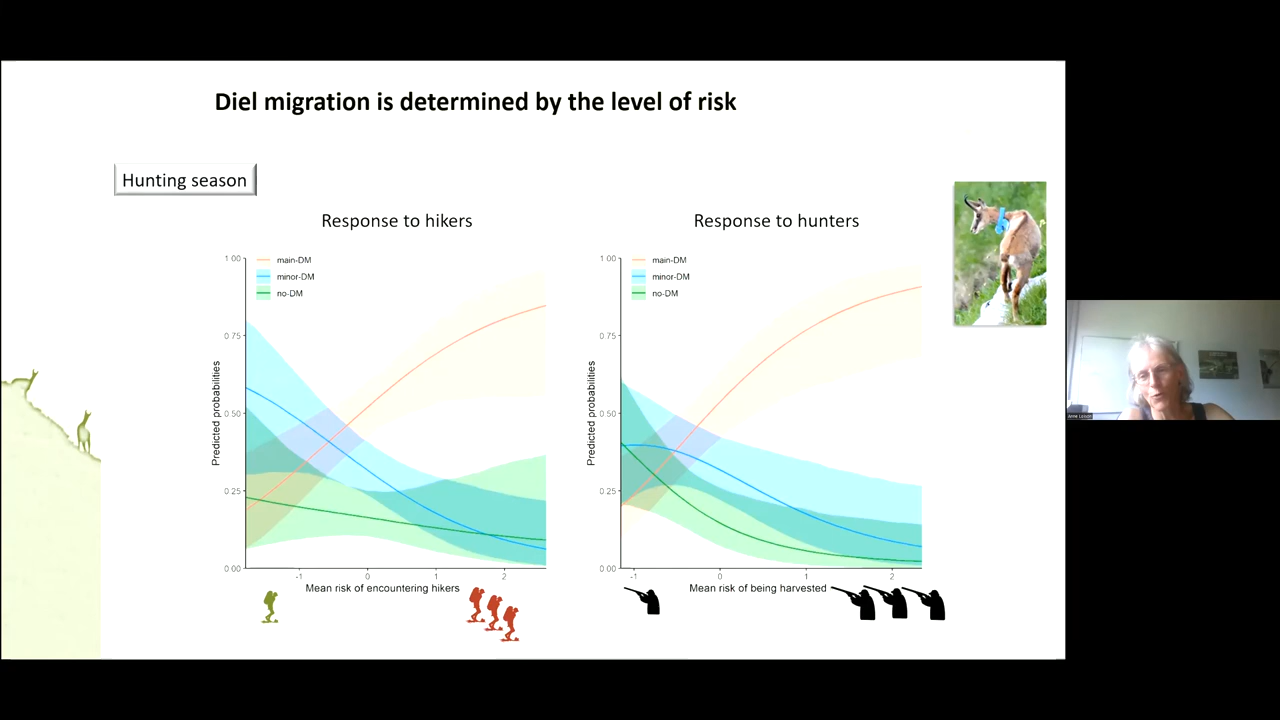 Diel migration is determined by the level of risk
Hunting season
Response to hikers
Response to hunters
1 00
main-DM
minor-DM
no-DM
0 75
0 50
0 25
0 00
Predicted probabilities
-1
0
1
2
Mean risk of encountering hikers
1 00
main-DM
minor-DM
no-DM
0 75
0 50
0 25
0 00
Predicted probabilities
-1
0
1
2
Mean risk of being harvested